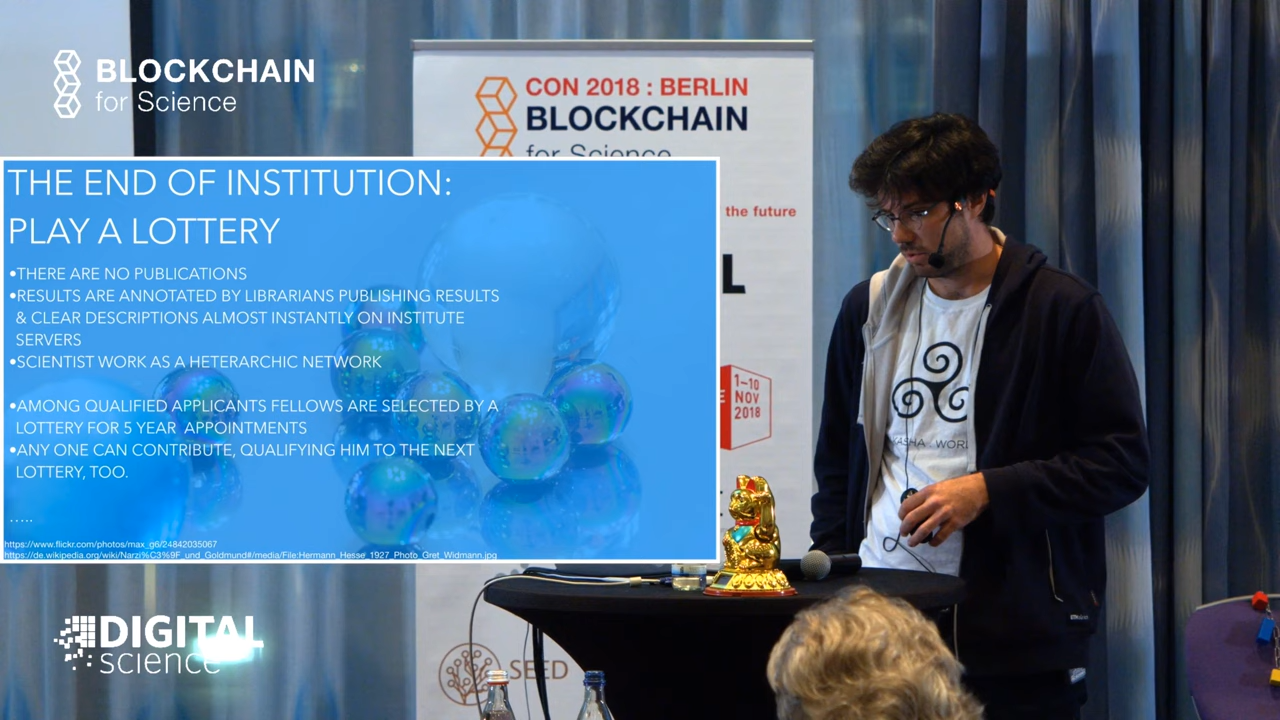 BLOCKCHAIN
for Science
CON 2018 : BERLIN
BLOCKCHAIN
for Science
the future
L
1–10
NOV
2018
THE END OF INSTITUTION:
PLAY A LOTTERY
•THERE ARE NO PUBLICATIONS
•RESULTS ARE ANNOTATED BY LIBRARIANS PUBLISHING RESULTS
& CLEAR DESCRIPTIONS ALMOST INSTANTLY ON INSTITUTE
SERVERS
•SCIENTIST WORK AS A HETERARCHIC NETWORK
•AMONG QUALIFIED APPLICANTS FELLOWS ARE SELECTED BY A
LOTTERY FOR 5 YEAR APPOINTMENTS
•ANY ONE CAN CONTRIBUTE, QUALIFYING HIM TO THE NEXT
LOTTERY, TOO.
.....
https://www.flickr.com/photos/max_g6/24842035067
https://de.wikipedia.org/wiki/Narzi%C3%9F_und_Goldmund#/media/File:Hermann_Hesse_1927_Photo_Gret_Widmann.jpg
KASHA . WORL
DIGITAL
science
SEED